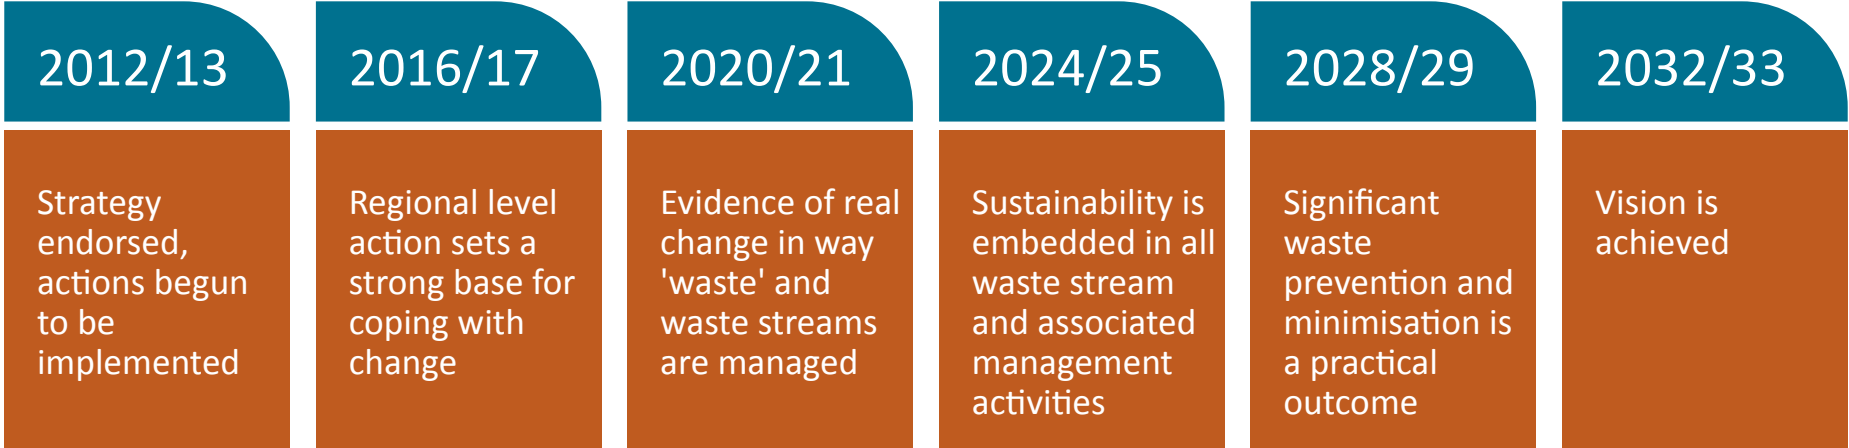 2012/13
Strategy
endorsed,
actions begun
to be
implemented
2016/17
Regional level
action sets a
strong base for
coping with
change
2020/21
Evidence of real
change in way
'waste' and
waste streams
are managed
2024/25
Sustainability is
embedded in all
waste stream
and associated
management
activities
2028/29
Significant
waste
prevention and
minimisation is
a practical
outcome
2032/33
Vision is
achieved